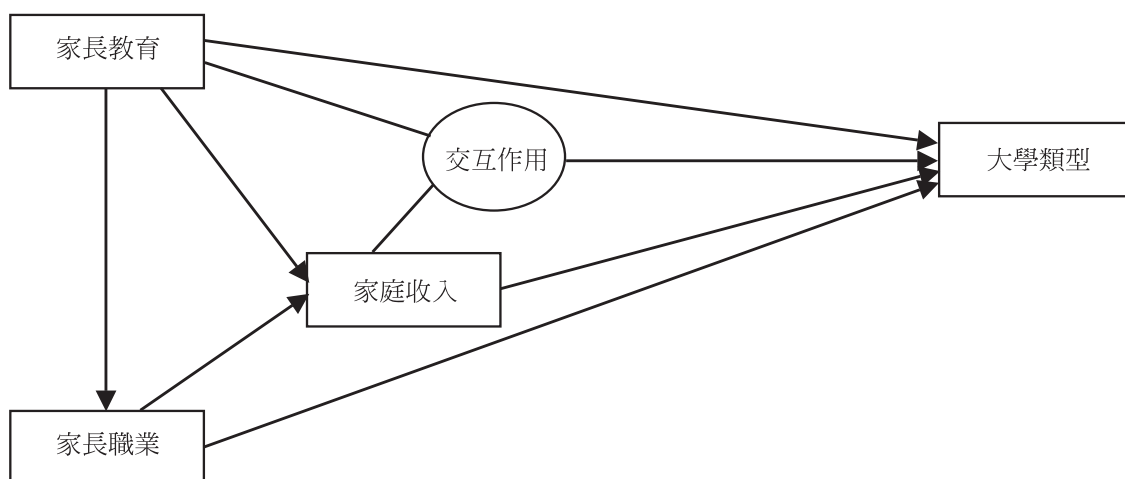 家長教育
交互作用
大學類型
家庭收入
家長職業